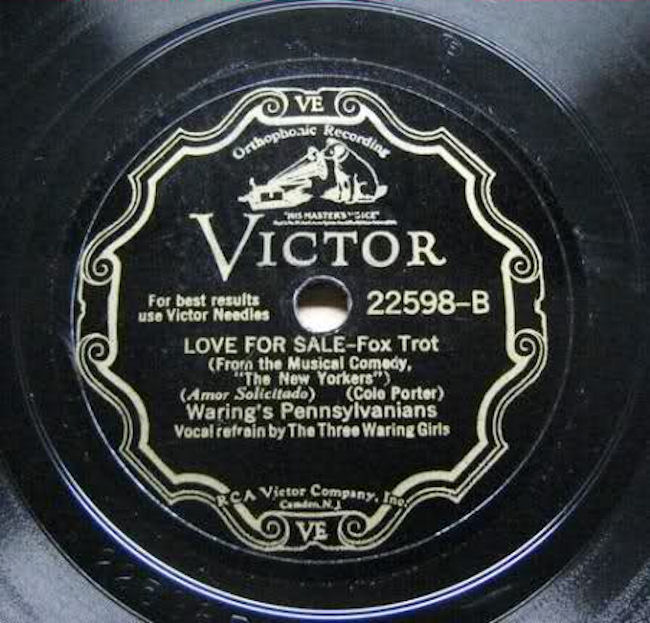 VE
Orthophonic Recording
"HIS MASTER'S VOICE"
VICTOR
For best results
use Victor Needles
22598-B
LOVE FOR SALE-Fox Trot
(From the Musical Comedy,
"The New Yorkers")
(Amor Solicitado) (Cole Porter)
Waring's Pennsylvanians
Vocal refrain by The Three Waring Girls
RCA Victor Company, Inc.
Camden, N.J.
VE